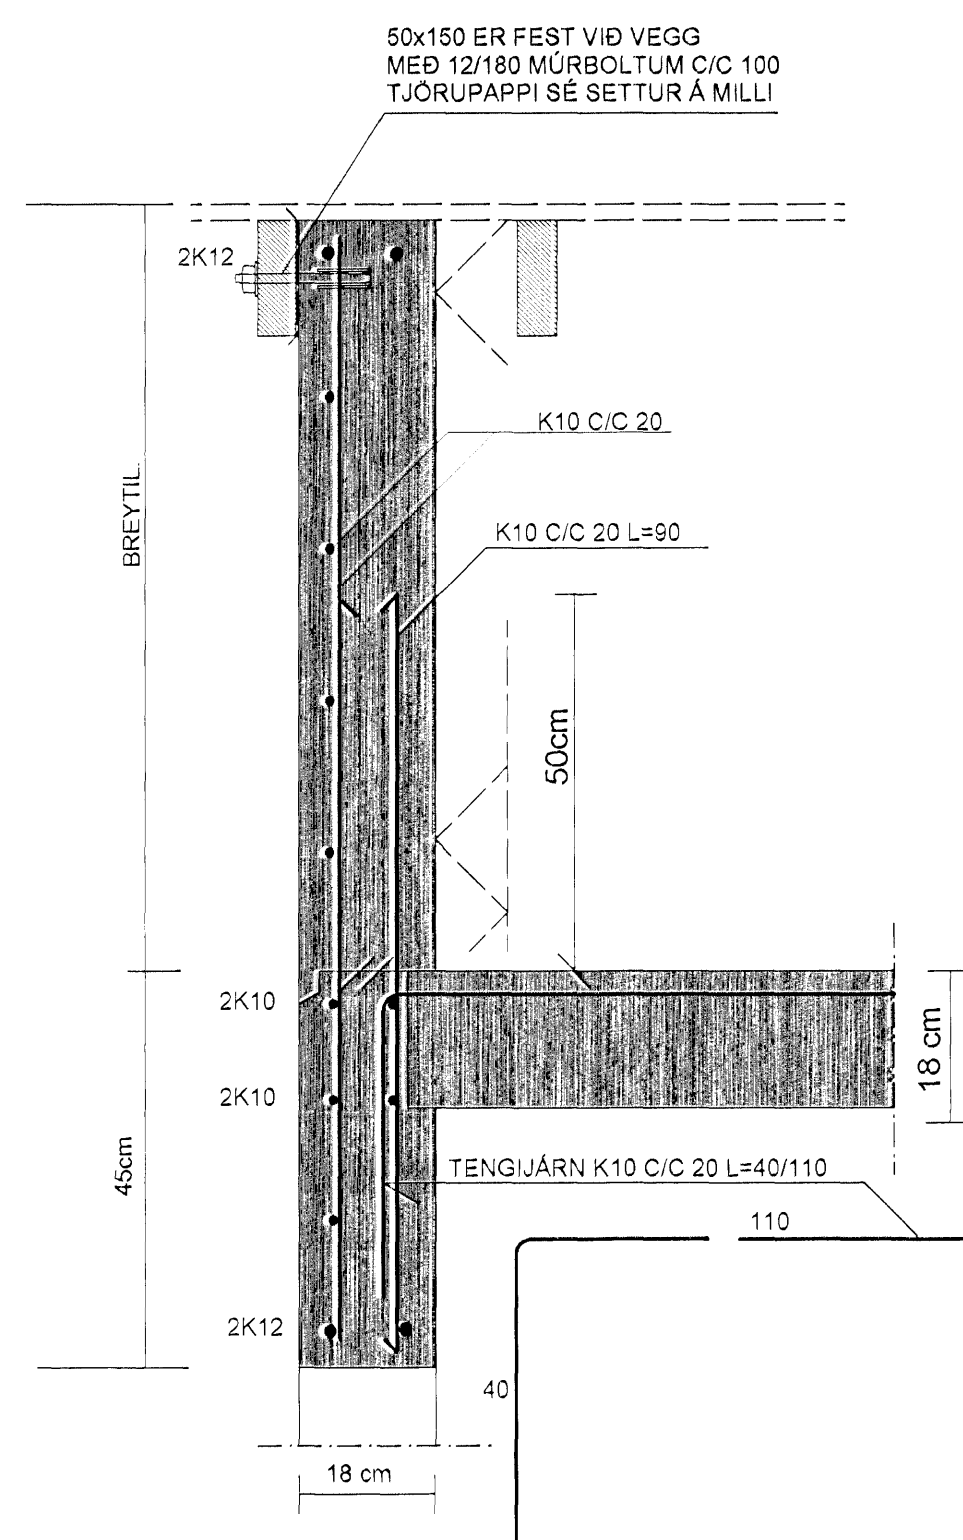 50x150 ER FEST VIÐ VEGG
MEÐ 12/180 MÚRBOLTUM C/C 100
TJÖRUPAPPI SÉ SETTUR Á MILLI
2K12
K10 C/C 20
BREYTIL.
K10 C/C 20 L=90
50cm
2K10
18 cm
2K10
45cm
TENGIJÁRN K10 C/C 20 L=40/110
110
2K12
40
18 cm